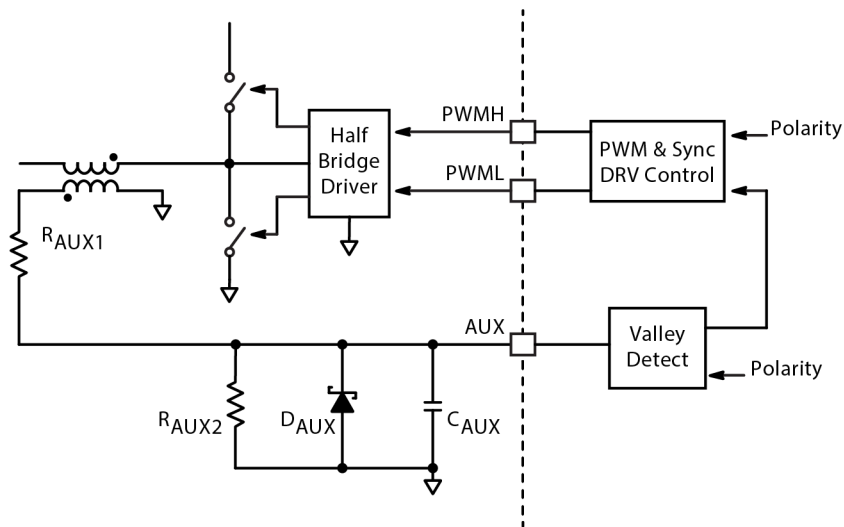 PWMH
Half
Bridge
Driver
PWM & Sync
DRV Control
Polarity
PWML
RAUX1
AUX
Valley
Detect
Polarity
RAUX2
DAUX
CAUX